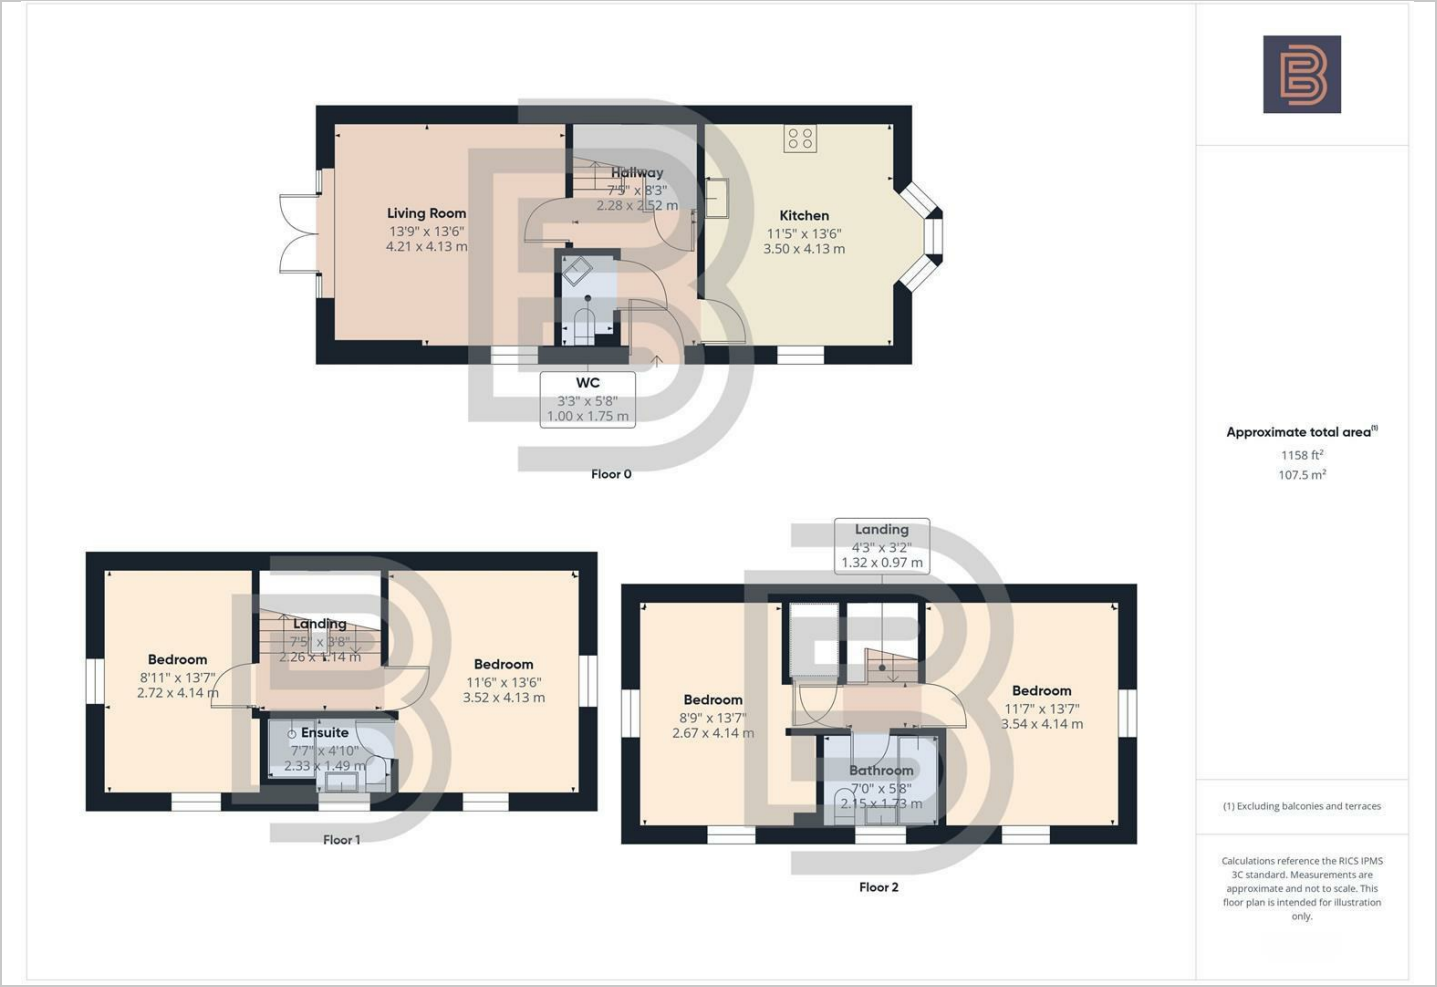 Living Room
13'9" x 13'6"
4.21 x 4.13 m
Hallway
7'5" x 8'3"
2.28 x 2.52 m
Kitchen
11'5" x 13'6"
3.50 x 4.13 m
WC
3'3" x 5'8"
1.00 x 1.75 m
Floor 0
Approximate total area(1)
1158 ft²
107.5 m²
Bedroom
8'11" x 13'7"
2.72 x 4.14 m
Landing
7'5" x 3'8"
2.26 x 1.14 m
Bedroom
11'6" x 13'6"
3.52 x 4.13 m
Ensuite
7'7" x 4'10"
2.33 x 1.49 m
Floor 1
Landing
4'3" x 3'2"
1.32 x 0.97 m
Bedroom
8'9" x 13'7"
2.67 x 4.14 m
Bedroom
11'7" x 13'7"
3.54 x 4.14 m
Bathroom
7'0" x 5'8"
2.15 x 1.73 m
Floor 2
(1) Excluding balconies and terraces
Calculations reference the RICS IPMS
3C standard. Measurements are
approximate and not to scale. This
floor plan is intended for illustration
only.